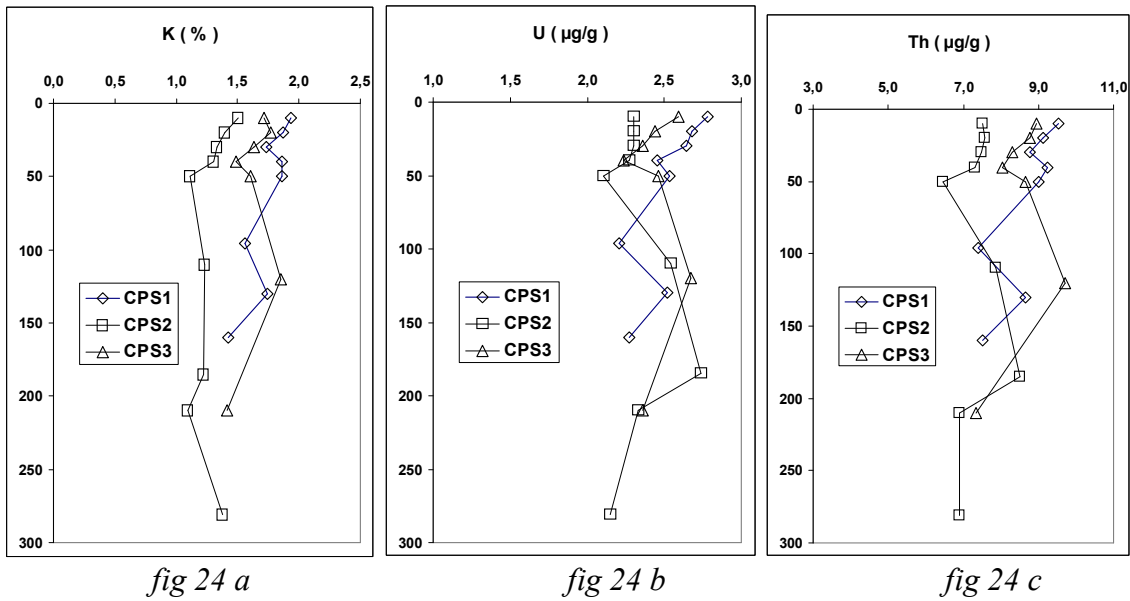 K ( % )
0,0 0,5 1,0 1,5 2,0 2,5
0
50
100
150
200
250
300
CPS1
CPS2
CPS3
fig 24 a
U ( µg/g )
1,0 1,5 2,0 2,5 3,0
0
50
100
150
200
250
300
CPS1
CPS2
CPS3
fig 24 b
Th ( µg/g )
3,0 5,0 7,0 9,0 11,0
0
50
100
150
200
250
300
CPS1
CPS2
CPS3
fig 24 c